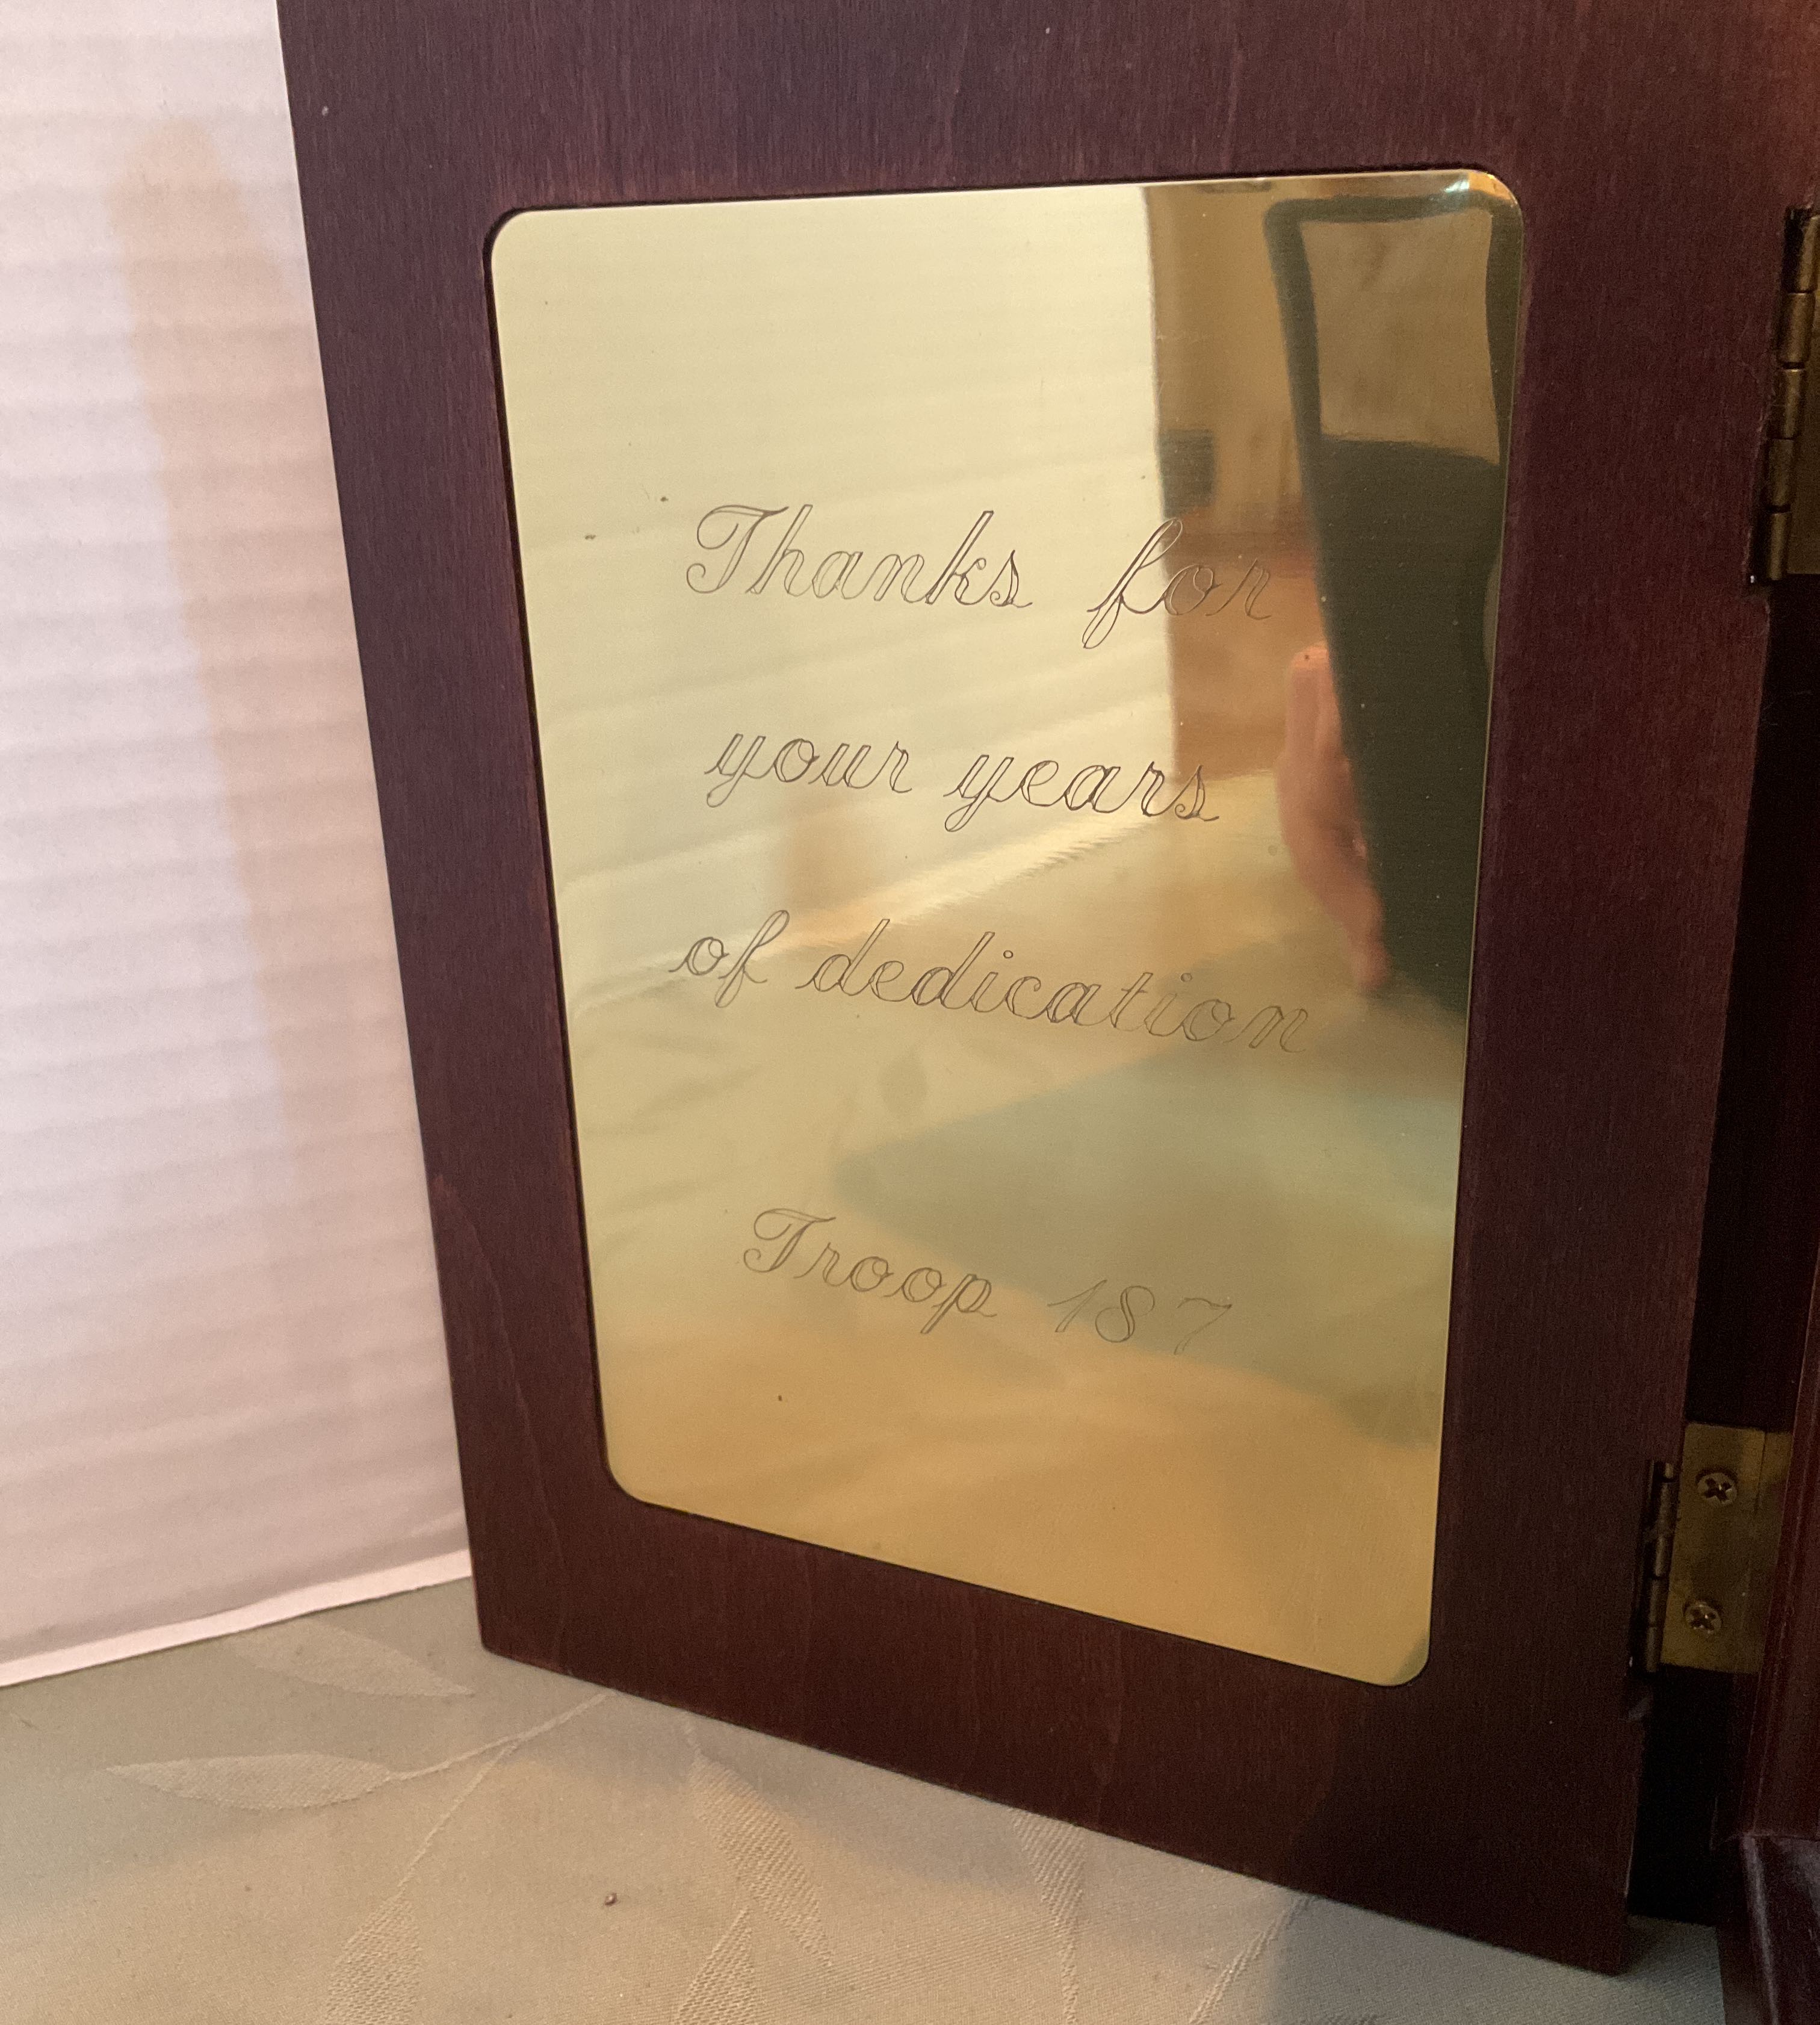 Thanks for
your years
of dedication
Troop 187